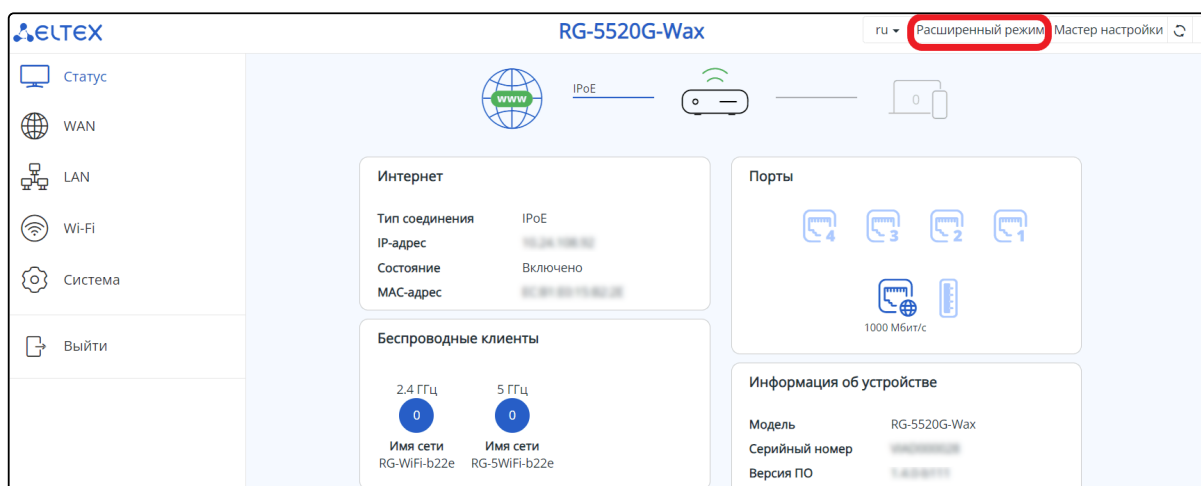 ELTEX
RG-5520G-Wax
ru Расширенный режим Мастер настройки
Статус
WAN
LAN
Wi-Fi
Система
Выйти
www
IPoE
0
Интернет
Тип соединения IPoE
IP-адрес
Состояние Включено
MAC-адрес
Порты
4 3 2 1
1000 Мбит/с
Беспроводные клиенты
2.4 ГГц 5 ГГц
0 0
Имя сети Имя сети
RG-WiFi-b22e RG-5WiFi-b22e
Информация об устройстве
Модель RG-5520G-Wax
Серийный номер
Версия ПО